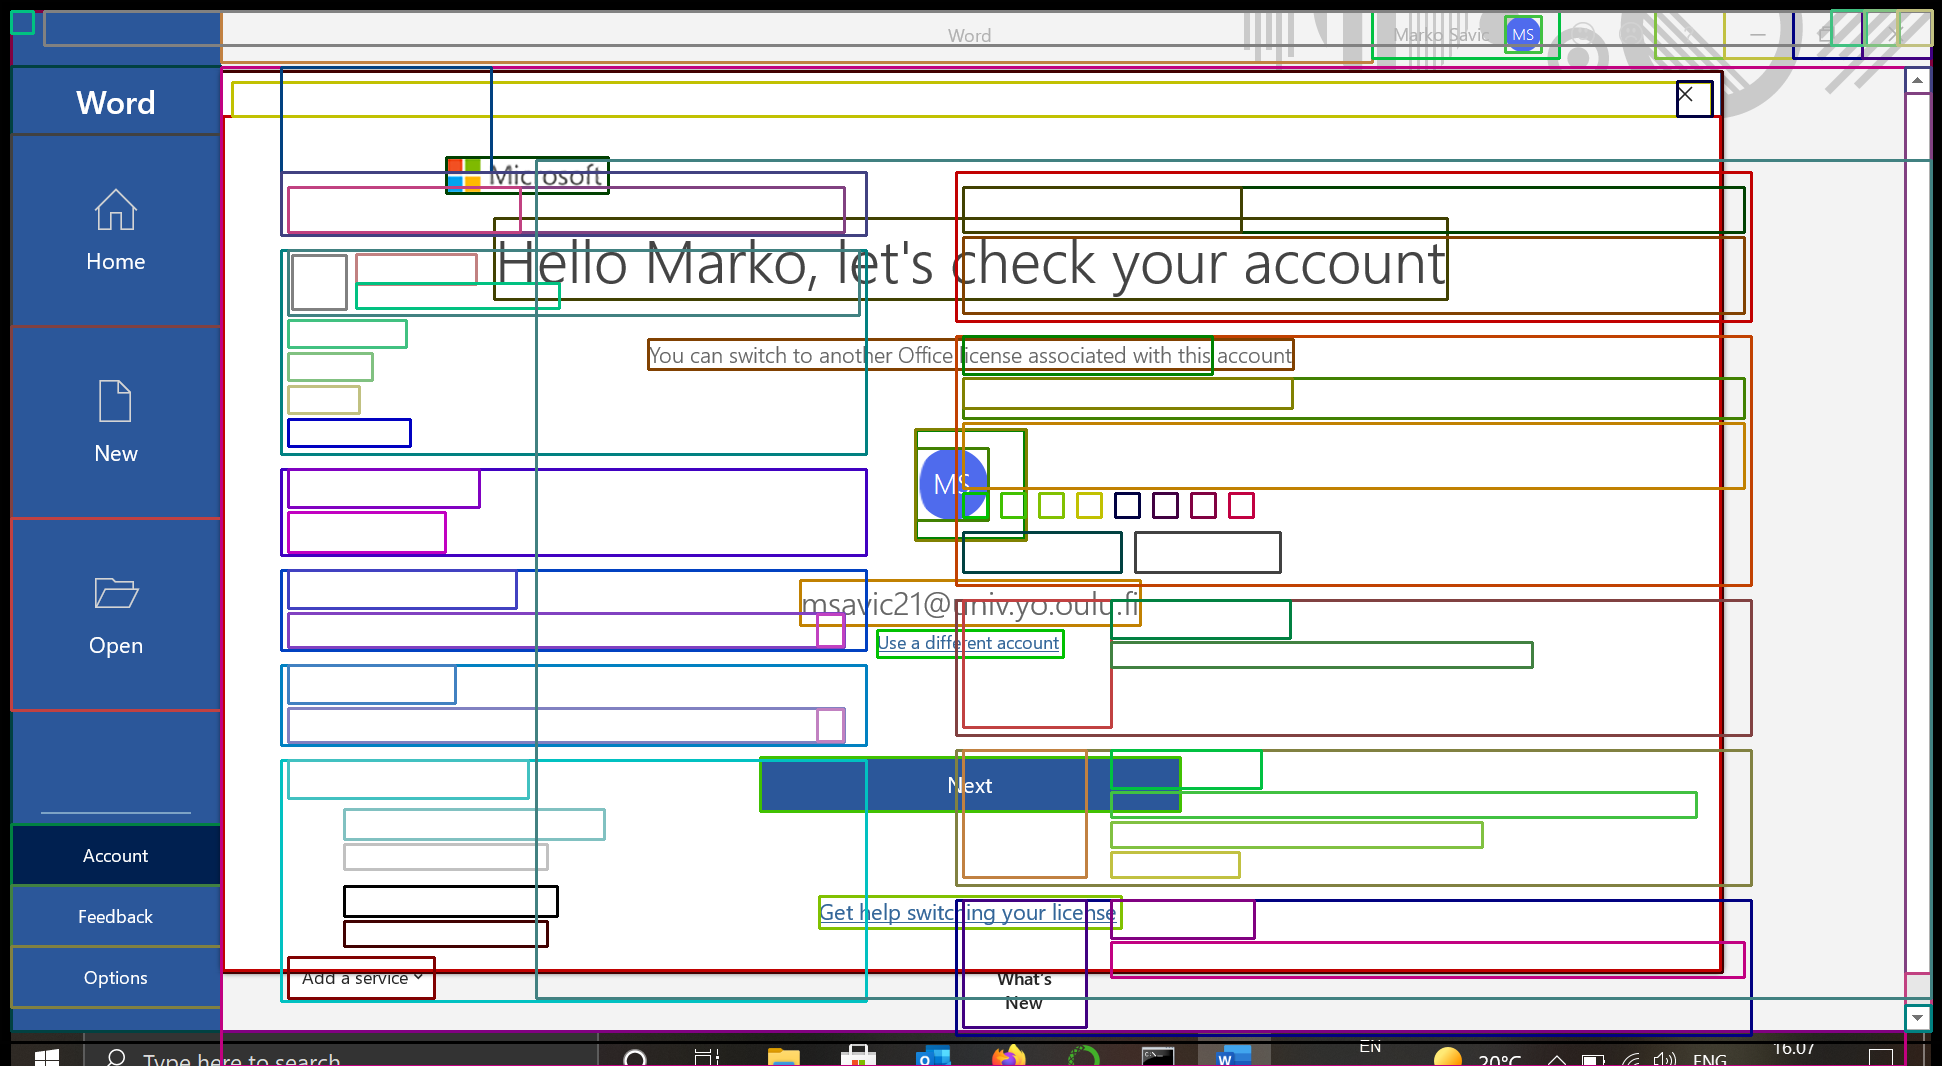 Word
Marko Savic
MS
Word
Microsoft
Home
Hello Marko, let's check your account
You can switch to another Office license associated with this account
New
MS
msavic21@univ.yo.oulu.fi
Use a different account
Open
Next
Account
Feedback
Get help switching your license
Options
Add a service
What's
New
Type here to search
EN
20°C
ENG
16.07